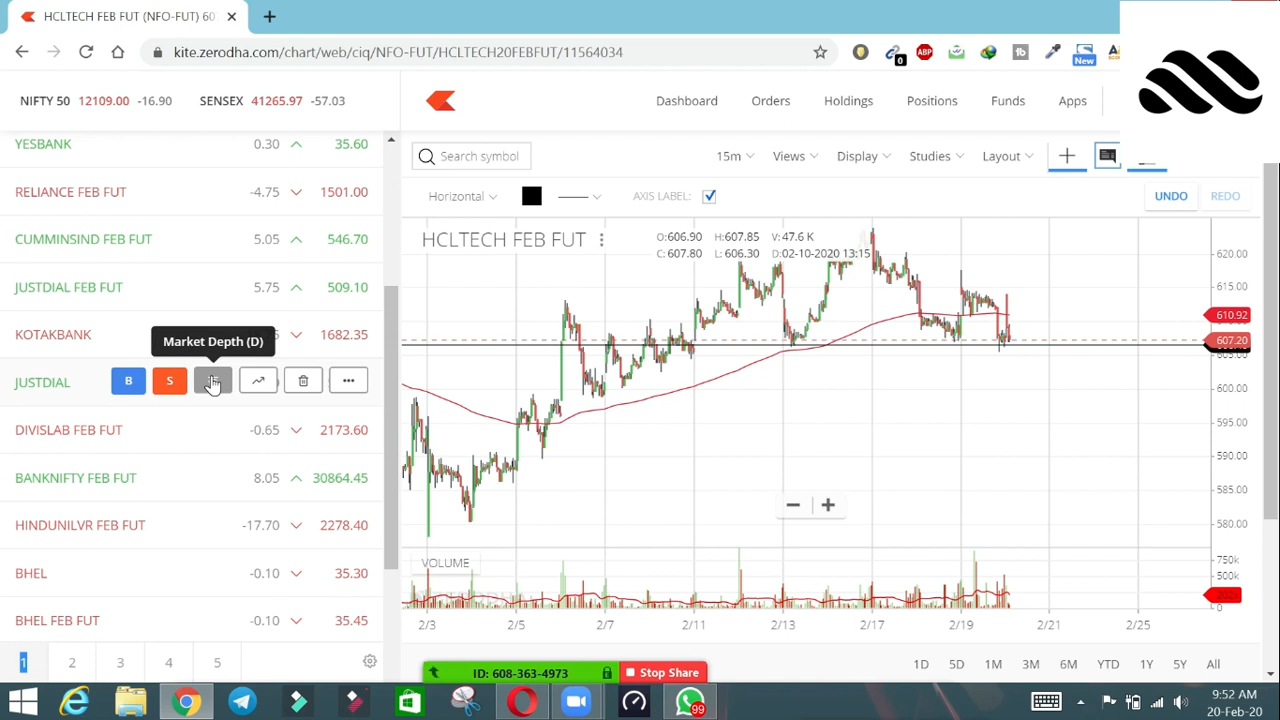 HCLTECH FEB FUT (NFO-FUT) 60
kite.zerodha.com/chart/web/ciq/NFO-FUT/HCLTECH20FEBFUT/11564034
0
ABP
tb
New
NIFTY 50 12109.00 -16.90 SENSEX 41265.97 -57.03
Dashboard Orders Holdings Positions Funds Apps
YESBANK 0.30 35.60
RELIANCE FEB FUT -4.75 1501.00
CUMMINSIND FEB FUT 5.05 546.70
JUSTDIAL FEB FUT 5.75 509.10
KOTAKBANK 1682.35
Market Depth (D)
JUSTDIAL B S
DIVISLAB FEB FUT -0.65 2173.60
BANKNIFTY FEB FUT 8.05 30864.45
HINDUNILVR FEB FUT -17.70 2278.40
BHEL -0.10 35.30
BHEL FEB FUT -0.10 35.45
1 2 3 4 5
Search symbol 15m Views Display Studies Layout
Horizontal AXIS LABEL: UNDO REDO
HCLTECH FEB FUT
O:606.90 H:607.85 V:47.6 K
C:607.80 L:606.30 D:02-10-2020 13:15
620.00
615.00
610.92
607.20
605.00
600.00
595.00
590.00
585.00
580.00
VOLUME
750k
500k
0
2/3 2/5 2/7 2/11 2/13 2/17 2/19 2/21 2/25
1D 5D 1M 3M 6M YTD 1Y 5Y All
ID: 608-363-4973 Stop Share
99
9:52 AM
20-Feb-20